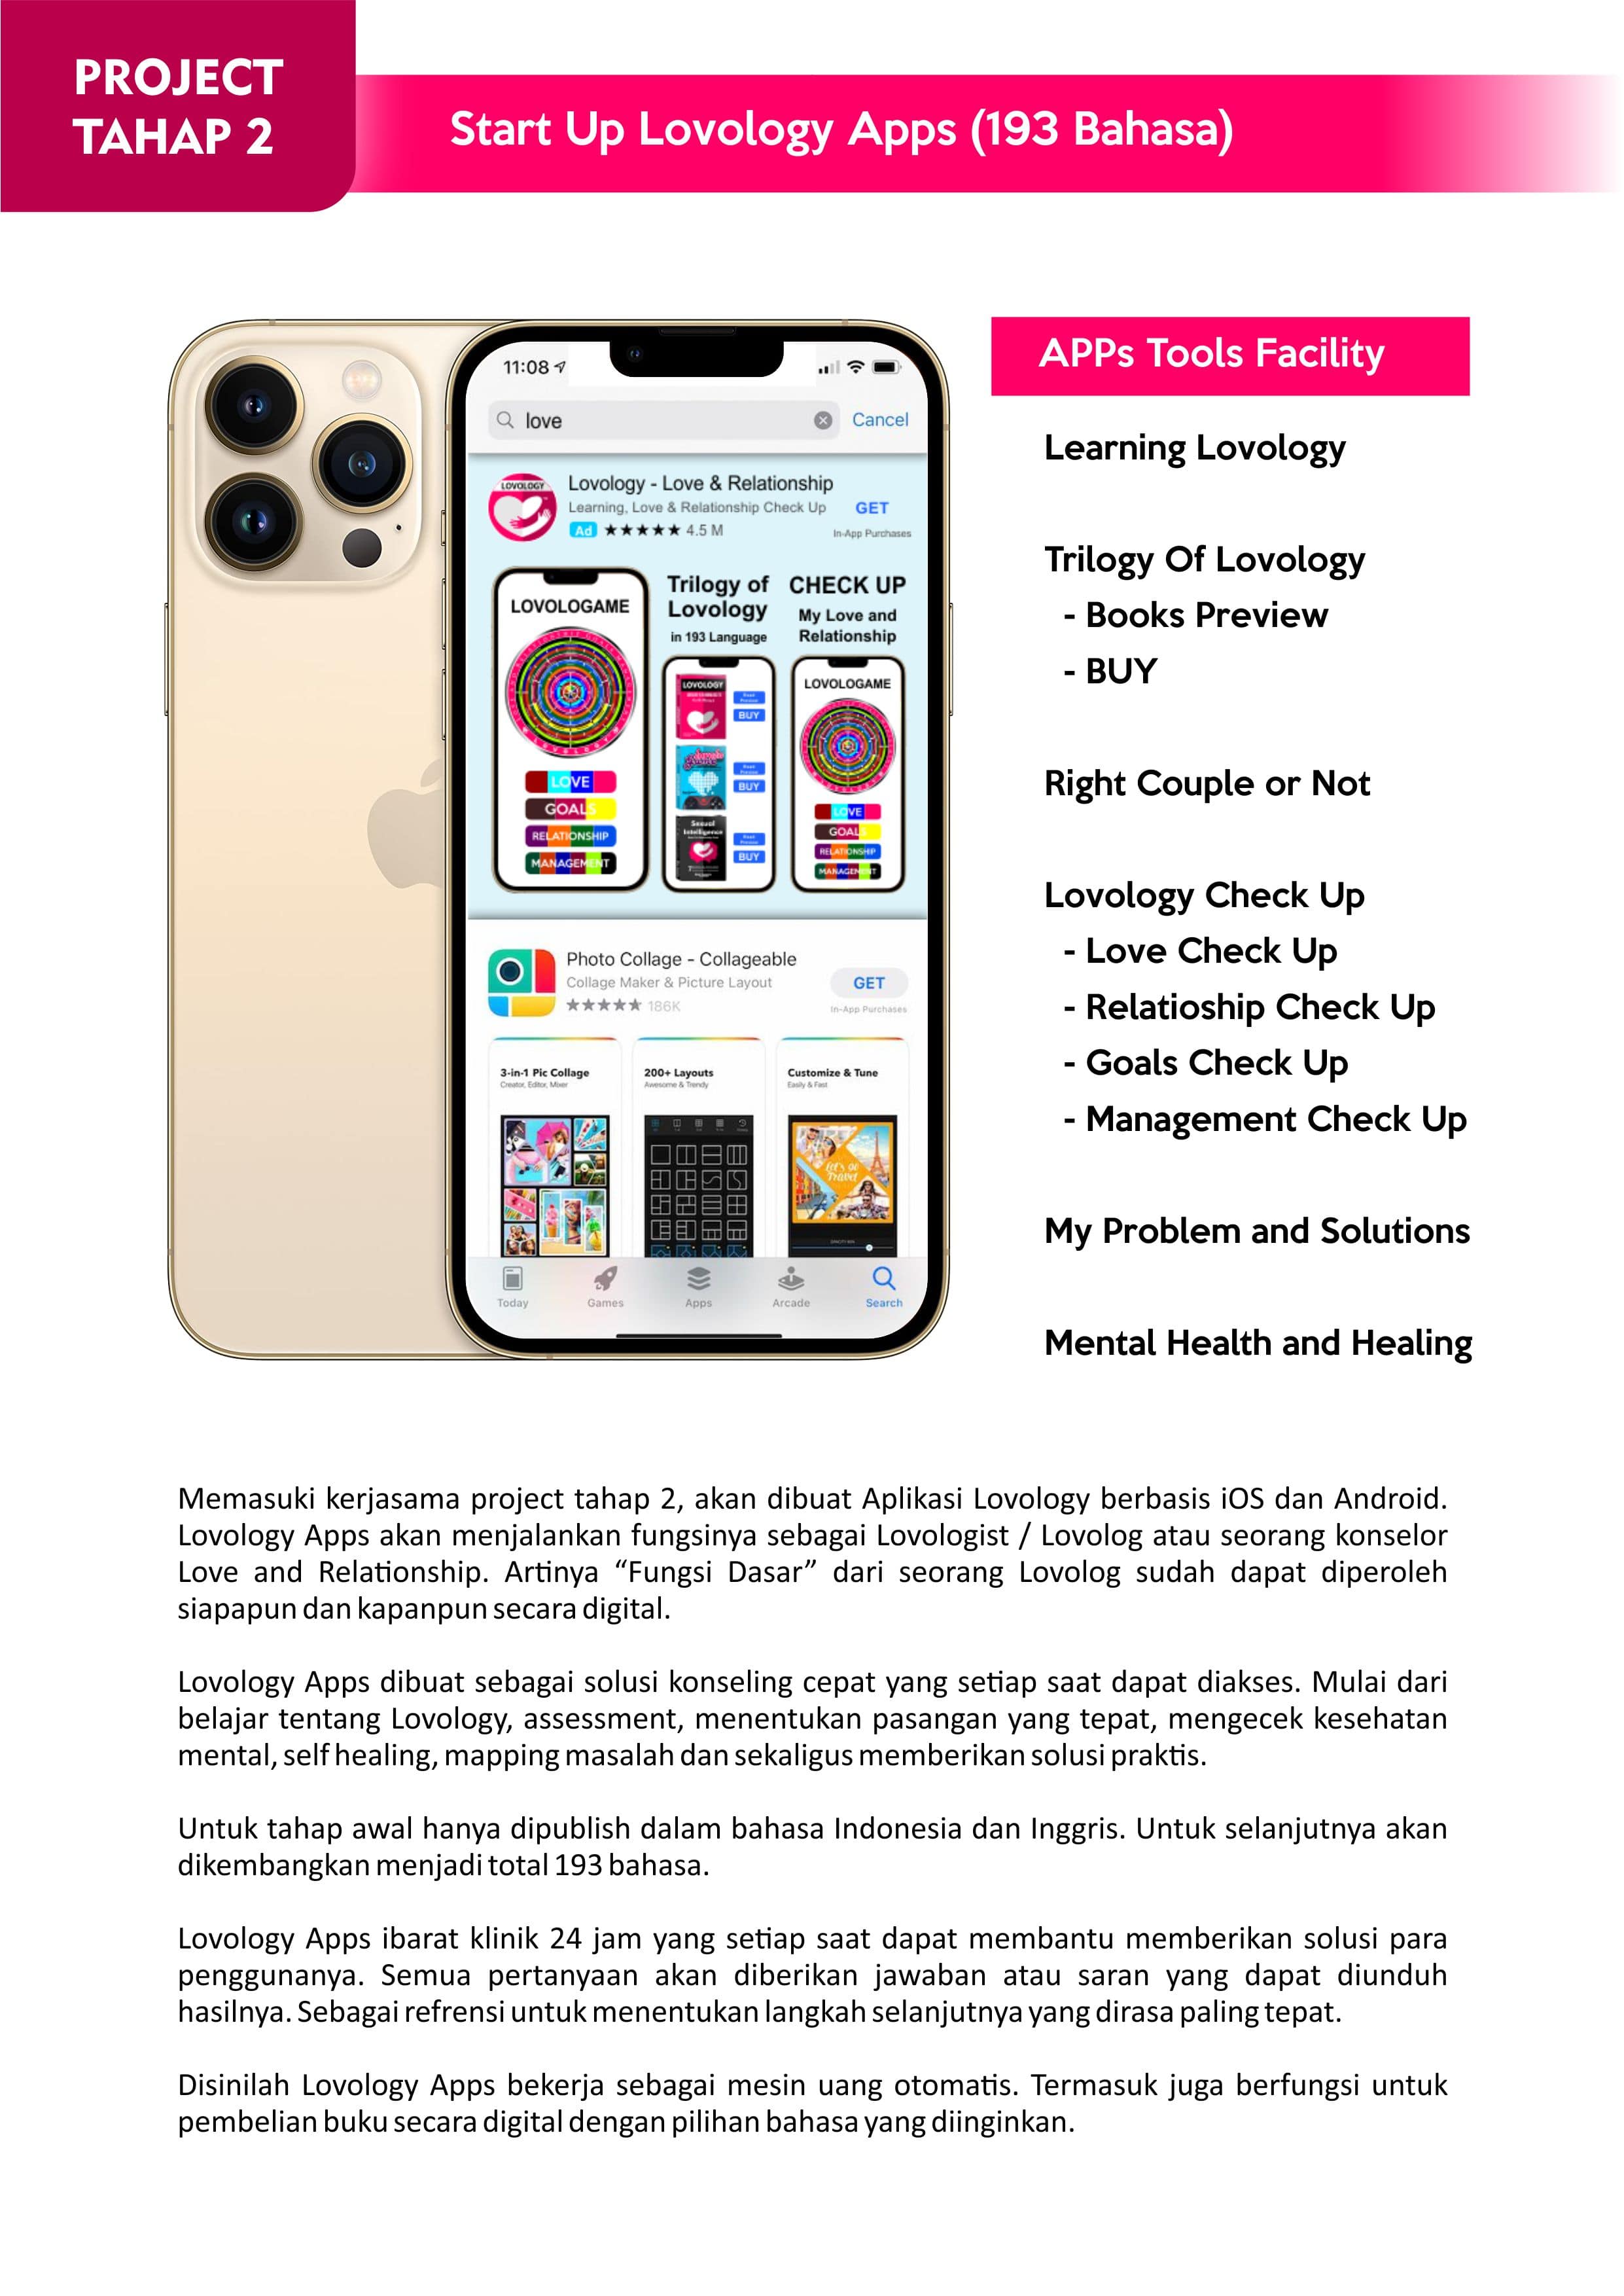 PROJECT
TAHAP 2
Start Up Lovology Apps (193 Bahasa)
11:08
love
Cancel
LOVOLOGY
Lovology - Love & Relationship
Learning, Love & Relationship Check Up
GET
Ad ★★★★★ 4.5 M
In-App Purchases
LOVOLOGAME
LOVE
GOALS
RELATIONSHIP
MANAGEMENT
Trilogy of
Lovology
in 193 Language
LOVOLOGY
BUY
BUY
Sexual
Intelligence
BUY
CHECK UP
My Love and
Relationship
LOVOLOGAME
LOVE
GOALS
RELATIONSHIP
MANAGEMENT
Photo Collage - Collageable
Collage Maker & Picture Layout
GET
186K
In-App Purchases
3-in-1 Pic Collage
Creator, Editor, Mixer
200+ Layouts
Awesome & Trendy
Customize & Tune
Easily & Fast
Let's go
Travel
Today
Games
Apps
Arcade
Search
APPs Tools Facility
Learning Lovology
Trilogy Of Lovology
- Books Preview
- BUY
Right Couple or Not
Lovology Check Up
- Love Check Up
- Relatioship Check Up
- Goals Check Up
- Management Check Up
My Problem and Solutions
Mental Health and Healing
Memasuki kerjasama project tahap 2, akan dibuat Aplikasi Lovology berbasis iOS dan Android.
Lovology Apps akan menjalankan fungsinya sebagai Lovologist / Lovolog atau seorang konselor
Love and Relationship. Artinya “Fungsi Dasar” dari seorang Lovolog sudah dapat diperoleh
siapapun dan kapanpun secara digital.
Lovology Apps dibuat sebagai solusi konseling cepat yang setiap saat dapat diakses. Mulai dari
belajar tentang Lovology, assessment, menentukan pasangan yang tepat, mengecek kesehatan
mental, self healing, mapping masalah dan sekaligus memberikan solusi praktis.
Untuk tahap awal hanya dipublish dalam bahasa Indonesia dan Inggris. Untuk selanjutnya akan
dikembangkan menjadi total 193 bahasa.
Lovology Apps ibarat klinik 24 jam yang setiap saat dapat membantu memberikan solusi para
penggunanya. Semua pertanyaan akan diberikan jawaban atau saran yang dapat diunduh
hasilnya. Sebagai refrensi untuk menentukan langkah selanjutnya yang dirasa paling tepat.
Disinilah Lovology Apps bekerja sebagai mesin uang otomatis. Termasuk juga berfungsi untuk
pembelian buku secara digital dengan pilihan bahasa yang diinginkan.